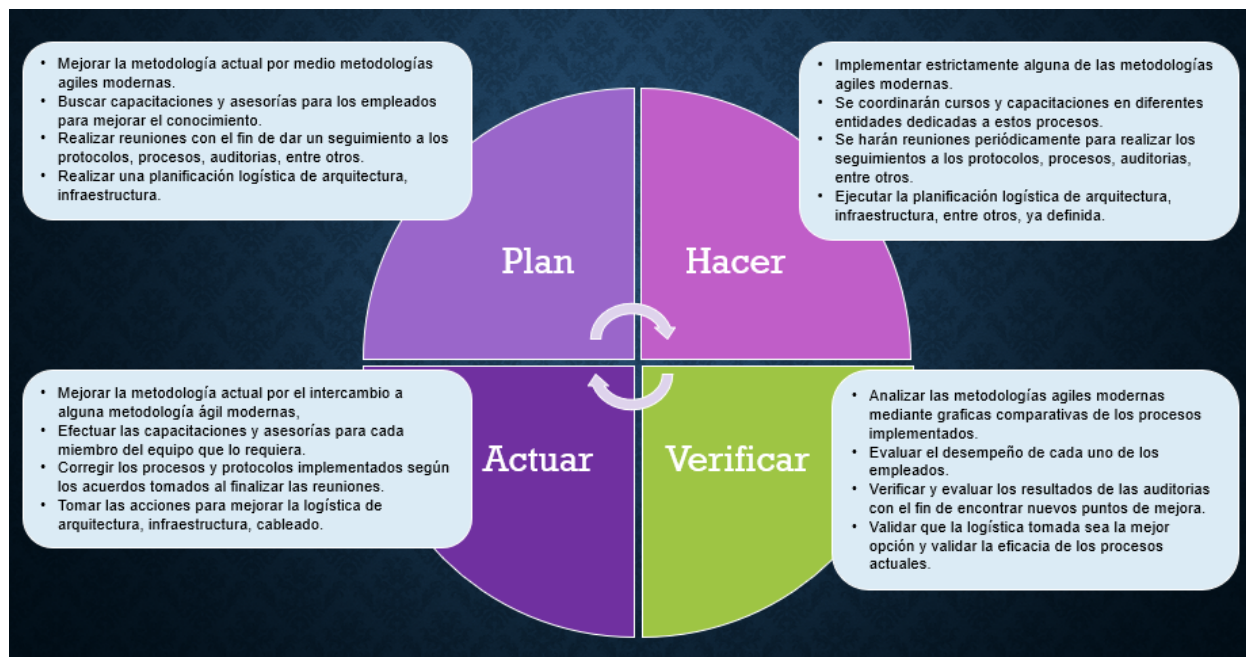 • Mejorar la metodología actual por medio metodologías
agiles modernas.
• Buscar capacitaciones y asesorías para los empleados
para mejorar el conocimiento.
• Realizar reuniones con el fin de dar un seguimiento a los
protocolos, procesos, auditorias, entre otros.
• Realizar una planificación logística de arquitectura,
infraestructura.
• Implementar estrictamente alguna de las metodologías
agiles modernas.
• Se coordinarán cursos y capacitaciones en diferentes
entidades dedicadas a estos procesos.
• Se harán reuniones periódicamente para realizar los
seguimientos a los protocolos, procesos, auditorias,
entre otros.
• Ejecutar la planificación logística de arquitectura,
infraestructura, entre otros, ya definida.
Plan
Hacer
• Mejorar la metodología actual por el intercambio a
alguna metodología ágil modernas,
• Efectuar las capacitaciones y asesorías para cada
miembro del equipo que lo requiera.
• Corregir los procesos y protocolos implementados según
los acuerdos tomados al finalizar las reuniones.
• Tomar las acciones para mejorar la logística de
arquitectura, infraestructura, cableado.
Actuar
Verificar
• Analizar las metodologías agiles modernas
mediante graficas comparativas de los procesos
implementados.
• Evaluar el desempeño de cada uno de los
empleados.
• Verificar y evaluar los resultados de las auditorias
con el fin de encontrar nuevos puntos de mejora.
• Validar que la logística tomada sea la mejor
opción y validar la eficacia de los procesos
actuales.